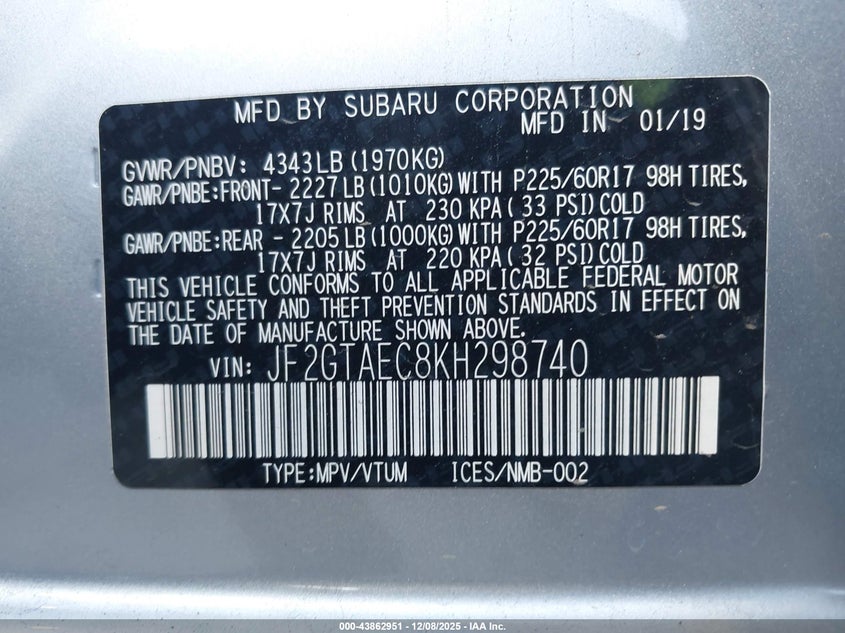 MFD BY SUBARU CORPORATION
MFD IN 01/19
GVWR/PNBV: 4343LB (1970KG)
GAWR/PNBE:FRONT- 2227LB(1010KG)WITH P225/60R17 98H TIRES,
17X7J RIMS AT 230 KPA( 33 PSI)COLD
GAWR/PNBE:REAR - 2205LB(1000KG)WITH P225/60R17 98H TIRES,
17X7J RIMS AT 220 KPA( 32 PSI)COLD
THIS VEHICLE CONFORMS TO ALL APPLICABLE FEDERAL MOTOR
VEHICLE SAFETY AND THEFT PREVENTION STANDARDS IN EFFECT ON
THE DATE OF MANUFACTURE SHOWN ABOVE.
VIN: JF2GTAEC8KH298740
TYPE:MPV/VTUM ICES/NMB-002
000-43862951 - 12/08/2025 - IAA Inc.